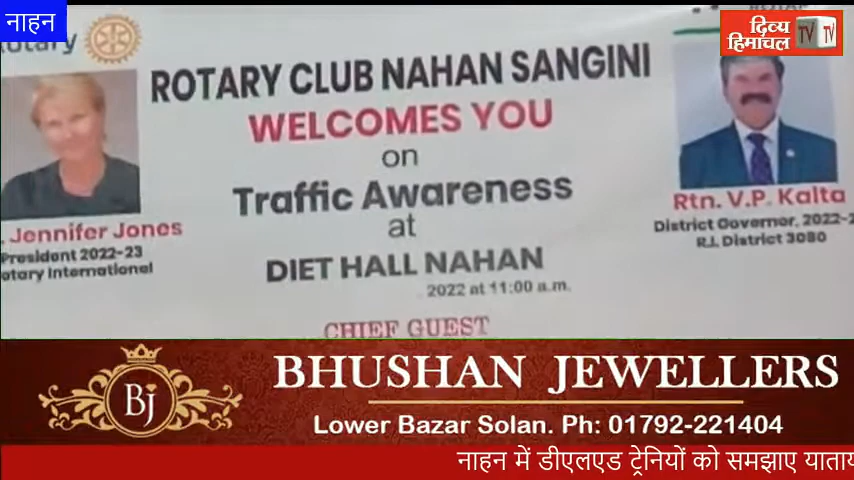 नाहन
Rotary
दिव्य
हिमाचल
TV TV
ROTARY CLUB NAHAN SANGINI
WELCOMES YOU
on
Traffic Awareness
at
DIET HALL NAHAN
2022 at 11:00 a.m.
CHIEF GUEST
. Jennifer Jones
President 2022-23
otary International
Rtn. V.P. Kalta
District Governor, 2022-2
R.I. District 3080
BJ
BHUSHAN JEWELLERS
Lower Bazar Solan. Ph: 01792-221404
नाहन में डीएलएड ट्रेनियों को समझाए याताय